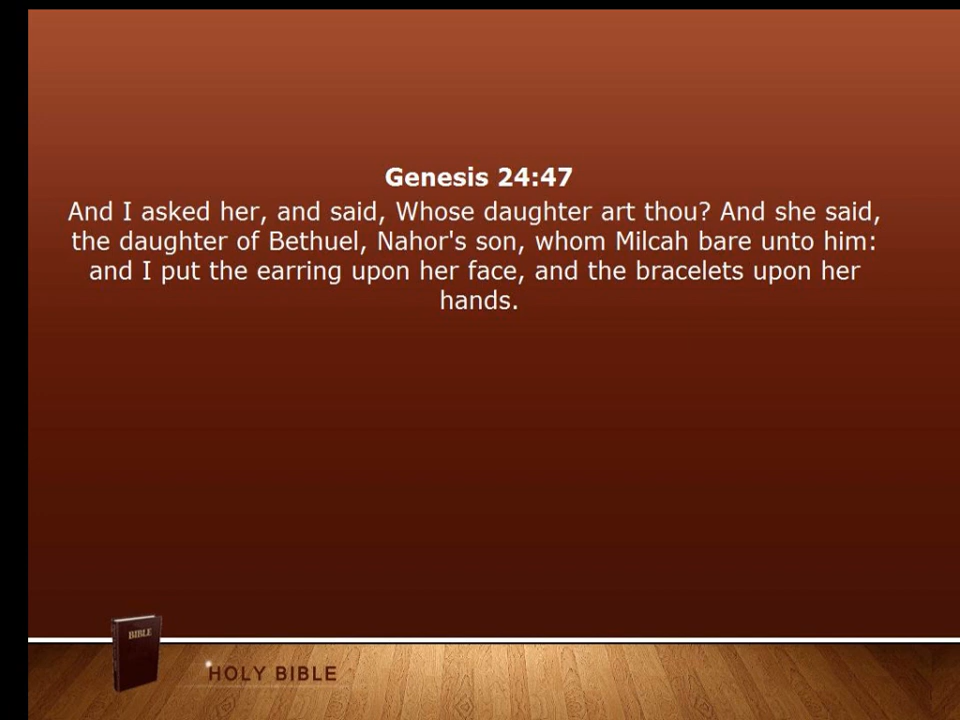 Genesis 24:47
And I asked her, and said, Whose daughter art thou? And she said,
the daughter of Bethuel, Nahor's son, whom Milcah bare unto him:
and I put the earring upon her face, and the bracelets upon her
hands.
BIBLE
HOLY BIBLE